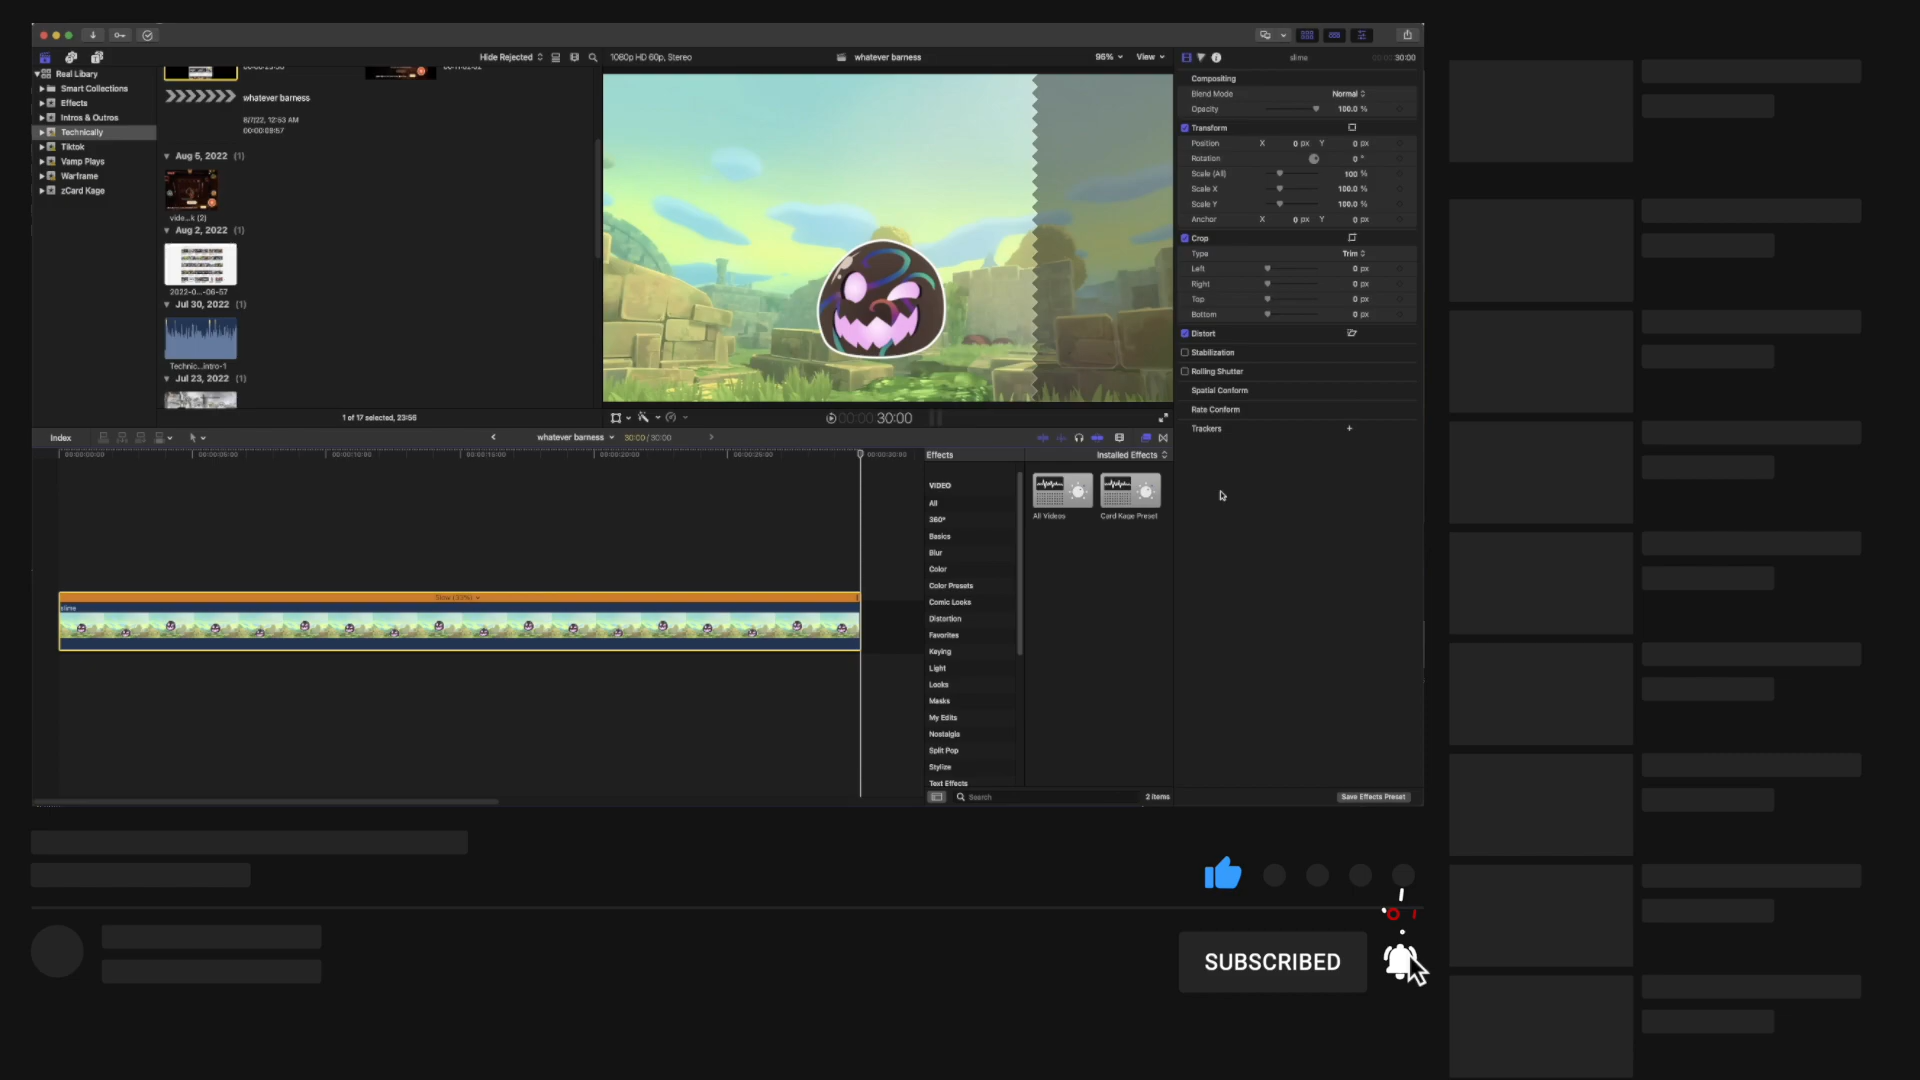 Hide Rejected
1080p HD 60p, Stereo
whatever barness
96%
View
slime
30:00
Real Libary
Smart Collections
Effects
Intros & Outros
Technically
Tiktok
Vamp Plays
Warframe
zCard Kage
whatever barness
8/7/22, 12:53 AM
00:00:09:57
Aug 5, 2022 (1)
vide...k (2)
Aug 2, 2022 (1)
2022-0...-06-57
Jul 30, 2022 (1)
Technic...intro-1
Jul 23, 2022 (1)
1 of 17 selected, 23:56
00:00:00 30:00
Compositing
Blend Mode Normal
Opacity 100.0 %
Transform
Position X 0 px Y 0 px
Rotation 0 °
Scale (All) 100 %
Scale X 100.0 %
Scale Y 100.0 %
Anchor X 0 px Y 0 px
Crop
Type Trim
Left 0 px
Right 0 px
Top 0 px
Bottom 0 px
Distort
Stabilization
Rolling Shutter
Spatial Conform
Rate Conform
Trackers +
Index
whatever barness
30:00 / 30:00
00:00:00:00 00:00:05:00 00:00:10:00 00:00:15:00 00:00:20:00 00:00:25:00 00:00:30:00
Slow (33%)
slime
Effects
Installed Effects
VIDEO
All
360°
Basics
Blur
Color
Color Presets
Comic Looks
Distortion
Favorites
Keying
Light
Looks
Masks
My Edits
Nostalgia
Split Pop
Stylize
Text Effects
All Videos
Card Kage Preset
Search
2 items
Save Effects Preset
SUBSCRIBED